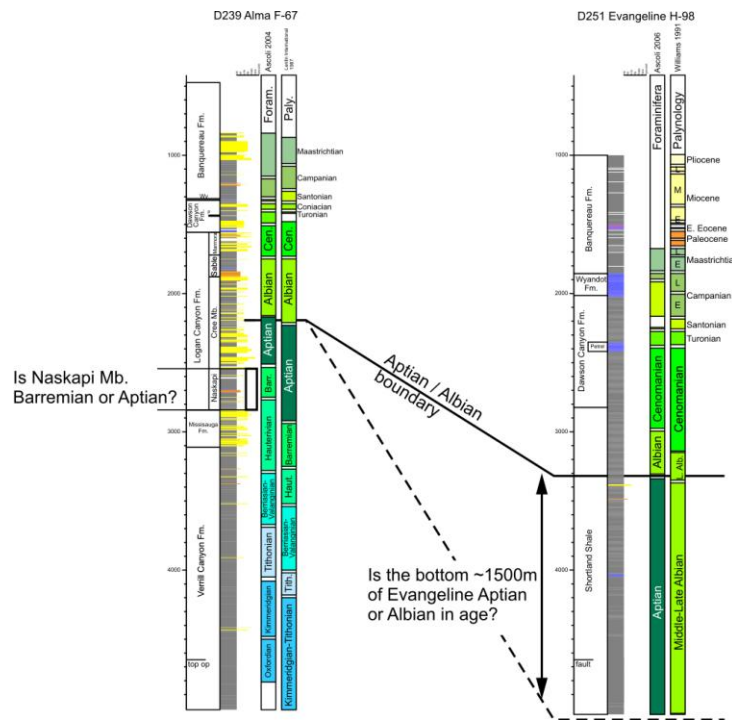 D239 Alma F-67
D251 Evangeline H-98
Ascoli 2004
Foram.
Paly.
Ascoli 2006
Williams 1991
Foraminifera
Palynology
1000
2000
3000
4000
Banquereau Fm.
Wy
Dawson
Canyon
Fm.
Logan Canyon Fm.
Sable
Cree Mb.
Naskapi
Mississauga
Fm.
Verrill Canyon Fm.
top op
Cen.
Albian
Aptian
Barr.
Hauterivian
Berriasian-
Valanginian
Tithonian
Kimmeridgian
Oxfordian
Cen.
Albian
Aptian
Barremian
Haut.
Berriasian-
Valanginian
Tith.
Kimmeridgian-Tithonian
Maastrichtian
Campanian
Santonian
Coniacian
Turonian
Is Naskapi Mb.
Barremian or Aptian?
Aptian / Albian
boundary
Is the bottom ~1500m
of Evangeline Aptian
or Albian in age?
1000
2000
3000
4000
Banquereau Fm.
Wyandot
Fm.
Dawson Canyon Fm.
Petrel
Shortland Shale
fault
Cenomanian
Albian
Aptian
L
M
E
L
E
L
E
Cenomanian
L. Alb.
Middle-Late Albian
Pliocene
Miocene
E. Eocene
Paleocene
Maastrichtia
Campanian
Santonian
Turonian